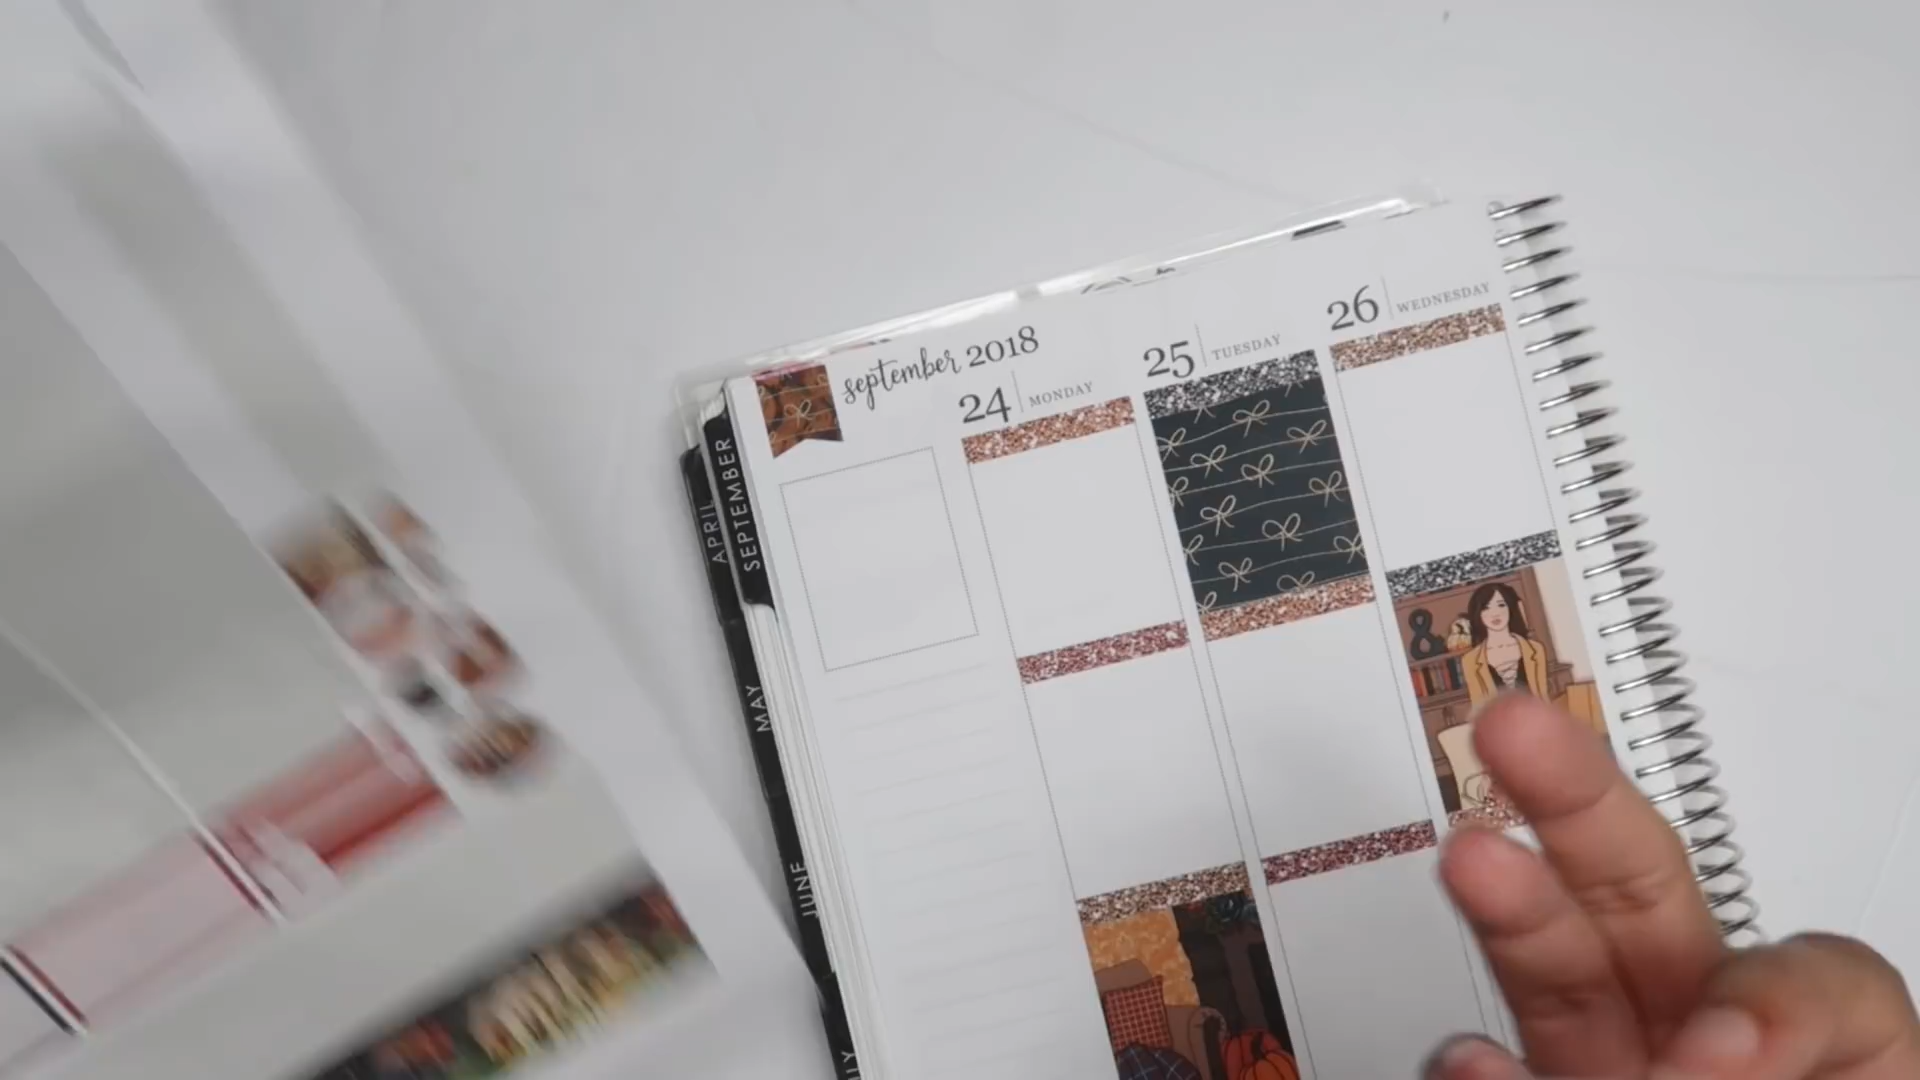 september 2018
24 MONDAY
25 TUESDAY
26 WEDNESDAY
APRIL
SEPTEMBER
MAY
JUNE
&